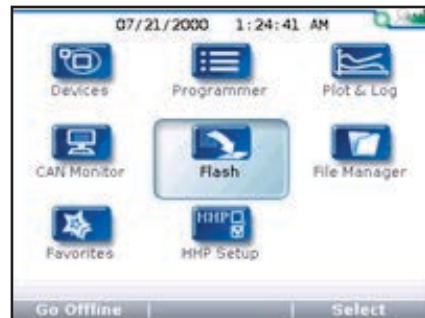 07/21/2000 1:24:41 AM
Devices Programmer Plot & Log
CAN Monitor Flash File Manager
HHP
Favorites HHP Setup
Go Offline Select